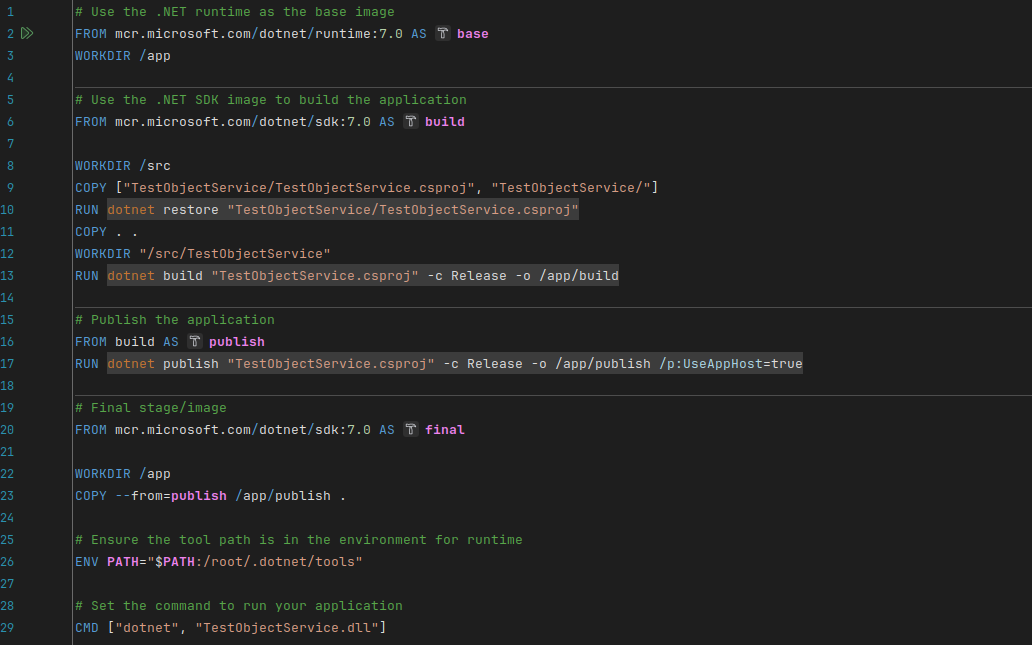 1 # Use the .NET runtime as the base image
2 FROM mcr.microsoft.com/dotnet/runtime:7.0 AS base
3 WORKDIR /app
4
5 # Use the .NET SDK image to build the application
6 FROM mcr.microsoft.com/dotnet/sdk:7.0 AS build
7
8 WORKDIR /src
9 COPY ["TestObjectService/TestObjectService.csproj", "TestObjectService/"]
10 RUN dotnet restore "TestObjectService/TestObjectService.csproj"
11 COPY . .
12 WORKDIR "/src/TestObjectService"
13 RUN dotnet build "TestObjectService.csproj" -c Release -o /app/build
14
15 # Publish the application
16 FROM build AS publish
17 RUN dotnet publish "TestObjectService.csproj" -c Release -o /app/publish /p:UseAppHost=true
18
19 # Final stage/image
20 FROM mcr.microsoft.com/dotnet/sdk:7.0 AS final
21
22 WORKDIR /app
23 COPY --from=publish /app/publish .
24
25 # Ensure the tool path is in the environment for runtime
26 ENV PATH="$PATH:/root/.dotnet/tools"
27
28 # Set the command to run your application
29 CMD ["dotnet", "TestObjectService.dll"]